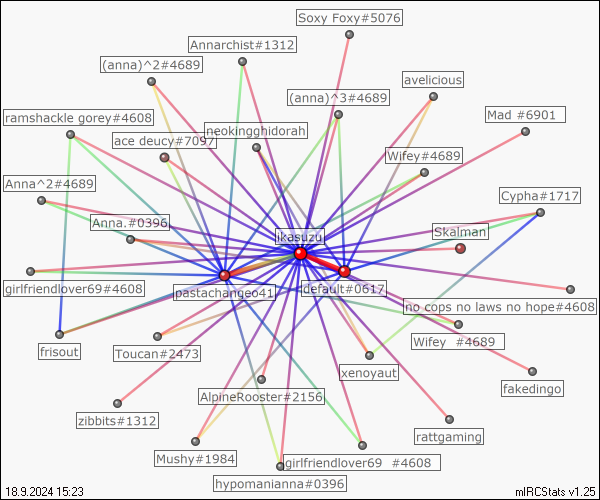 Soxy Foxy#5076
Annarchist#1312
(anna)^2#4689
avelicious
(anna)^3#4689
ramshackle gorey#4608
Mad #6901
neokingghidorah
ace deucy#7097
Wifey#4689
Anna^2#4689
Cypha#1717
Anna.#0396
Skalman
ikasuzu
girlfriendlover69#4608
pastachangeo41
default#0617
no cops no laws no hope#4608
Wifey #4689
frisout
Toucan#2473
xenoyaut
fakedingo
AlpineRooster#2156
zibbits#1312
rattgaming
Mushy#1984
girlfriendlover69 #4608
hypomanianna#0396
18.9.2024 15:23
mIRCStats v1.25